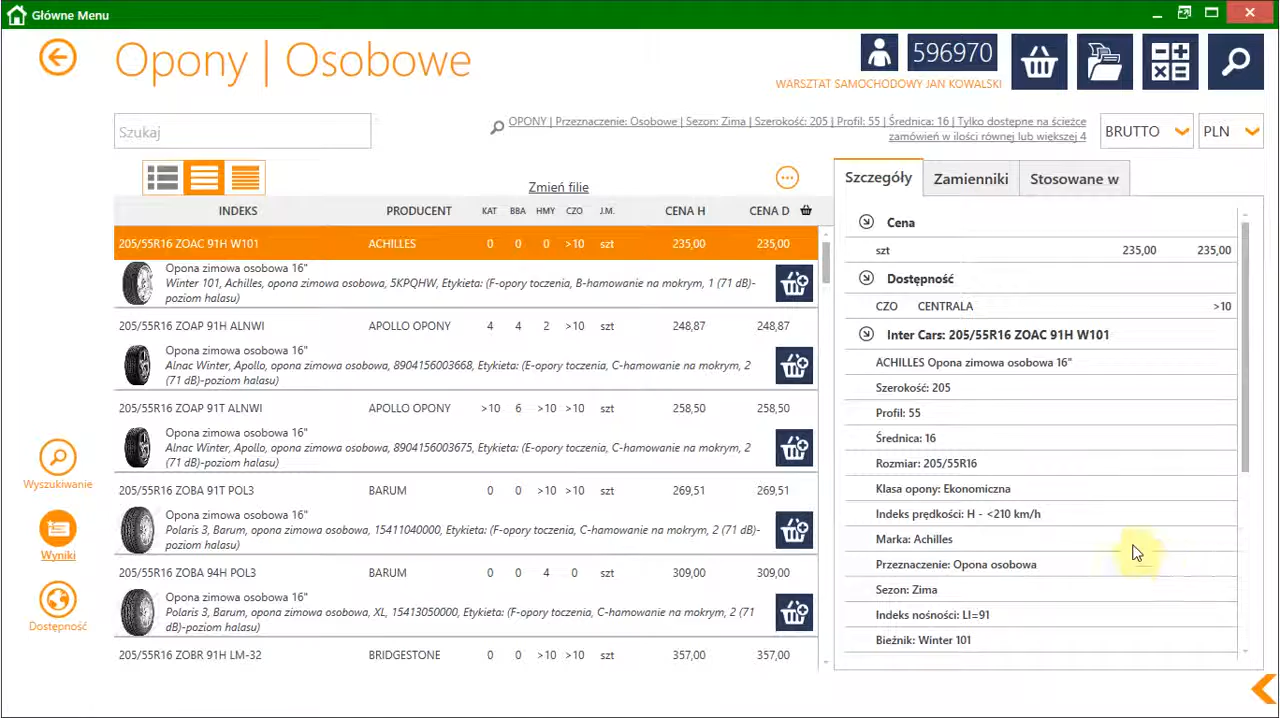 Główne Menu
Opony | Osobowe
596970
WARSZTAT SAMOCHODOWY JAN KOWALSKI
Szukaj
OPONY | Przeznaczenie: Osobowe | Sezon: Zima | Szerokość: 205 | Profil: 55 | Średnica: 16 | Tylko dostępne na ścieżce
zamówień w ilości równej lub większej 4
BRUTTO
PLN
Zmień filie
INDEKS PRODUCENT KAT BBA HMY CZO J.M. CENA H CENA D
205/55R16 ZOAC 91H W101 ACHILLES 0 0 0 >10 szt 235,00 235,00
Opona zimowa osobowa 16"
Winter 101, Achilles, opona zimowa osobowa, 5KPQHW, Etykieta: (F-opory toczenia, B-hamowanie na mokrym, 1 (71 dB)-
poziom halasu)
205/55R16 ZOAP 91H ALNWI APOLLO OPONY 4 4 2 >10 szt 248,87 248,87
Opona zimowa osobowa 16"
Alnac Winter, Apollo, opona zimowa osobowa, 8904156003668, Etykieta: (E-opory toczenia, C-hamowanie na mokrym, 2
(71 dB)-poziom halasu)
205/55R16 ZOAP 91T ALNWI APOLLO OPONY >10 6 >10 >10 szt 258,50 258,50
Opona zimowa osobowa 16"
Alnac Winter, Apollo, opona zimowa osobowa, 8904156003675, Etykieta: (E-opory toczenia, C-hamowanie na mokrym, 2
(71 dB)-poziom halasu)
205/55R16 ZOBA 91T POL3 BARUM 0 0 >10 >10 szt 269,51 269,51
Opona zimowa osobowa 16"
Polaris 3, Barum, opona zimowa osobowa, 15411040000, Etykieta: (F-opory toczenia, C-hamowanie na mokrym, 2 (71 dB)-
poziom halasu)
205/55R16 ZOBA 94H POL3 BARUM 0 0 4 0 szt 309,00 309,00
Opona zimowa osobowa 16"
Polaris 3, Barum, opona zimowa osobowa, XL, 15413050000, Etykieta: (F-opory toczenia, C-hamowanie na mokrym, 2 (71
dB)-poziom halasu)
205/55R16 ZOBR 91H LM-32 BRIDGESTONE 0 0 >10 >10 szt 357,00 357,00
Wyszukiwanie
Wyniki
Dostępność
Szczegóły Zamienniki Stosowane w
Cena
szt 235,00 235,00
Dostępność
CZO CENTRALA >10
Inter Cars: 205/55R16 ZOAC 91H W101
ACHILLES Opona zimowa osobowa 16"
Szerokość: 205
Profil: 55
Średnica: 16
Rozmiar: 205/55R16
Klasa opony: Ekonomiczna
Indeks prędkości: H - <210 km/h
Marka: Achilles
Przeznaczenie: Opona osobowa
Sezon: Zima
Indeks nośności: LI=91
Bieżnik: Winter 101